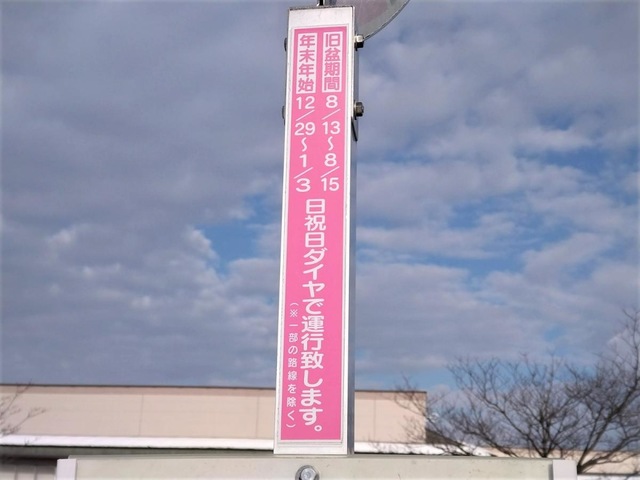 旧盆期間 8/13～8/15
年末年始 12/29～1/3
日祝日ダイヤで運行致します。
(※一部の路線を除く)